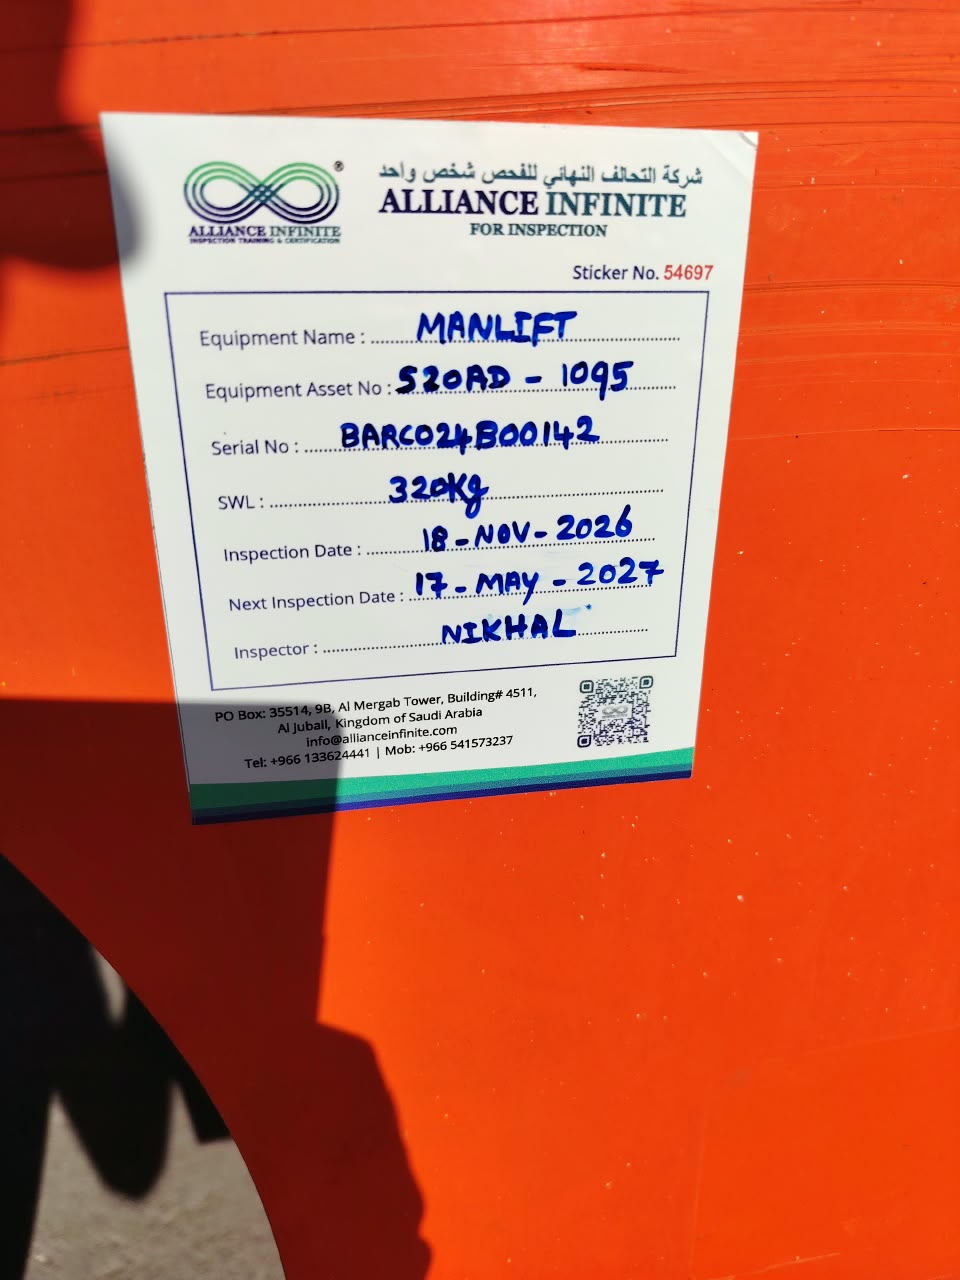 شركة التحالف النهائي للفحص شخص واحد
ALLIANCE INFINITE
FOR INSPECTION
®
ALLIANCE INFINITE
INSPECTION TRAINING & CERTIFICATION
Sticker No. 54697
Equipment Name : MANLIFT
Equipment Asset No : 520AD - 1095
Serial No : BARC024B00142
SWL : 320Kg
Inspection Date : 18-NOV-2026
Next Inspection Date : 17-MAY-2027
Inspector : NIKHAL
PO Box: 35514, 9B, Al Mergab Tower, Building# 4511,
Al Jubail, Kingdom of Saudi Arabia
info@allianceinfinite.com
Tel: +966 133624441 | Mob: +966 541573237